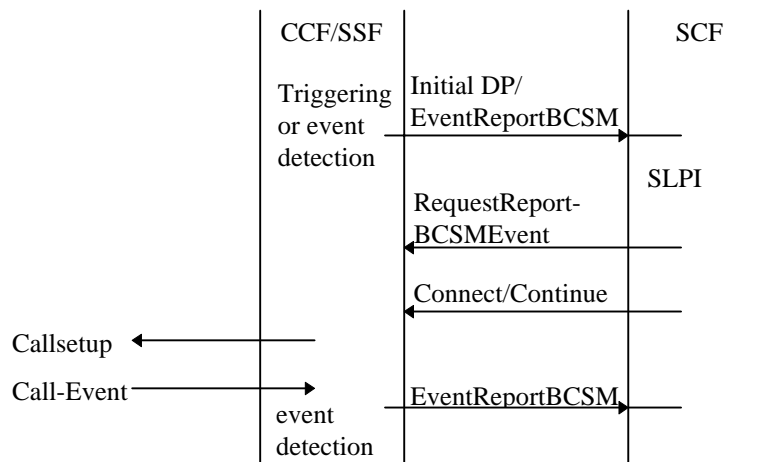 CCF/SSF
SCF
Triggering
or event
detection
Initial DP/
EventReportBCSM
SLPI
RequestReport-
BCSMEvent
Connect/Continue
Callsetup
Call-Event
EventReportBCSM
event
detection